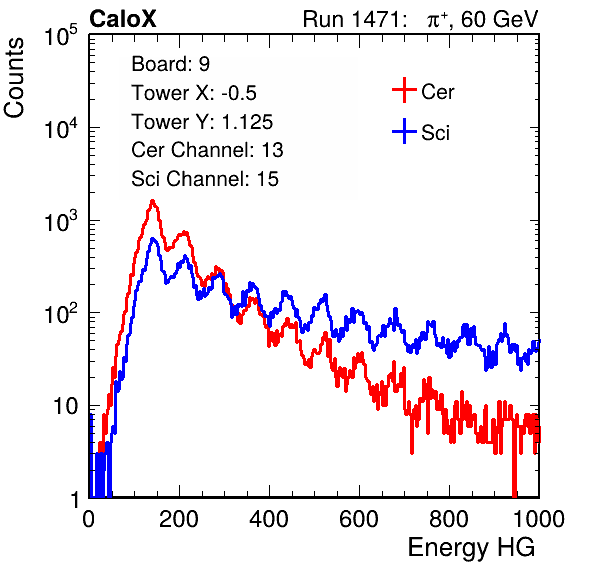 CaloX Run 1471: π⁺, 60 GeV
Counts
10⁵
10⁴
10³
10²
10
1
Board: 9
Tower X: -0.5
Tower Y: 1.125
Cer Channel: 13
Sci Channel: 15
Cer
Sci
0 200 400 600 800 1000
Energy HG